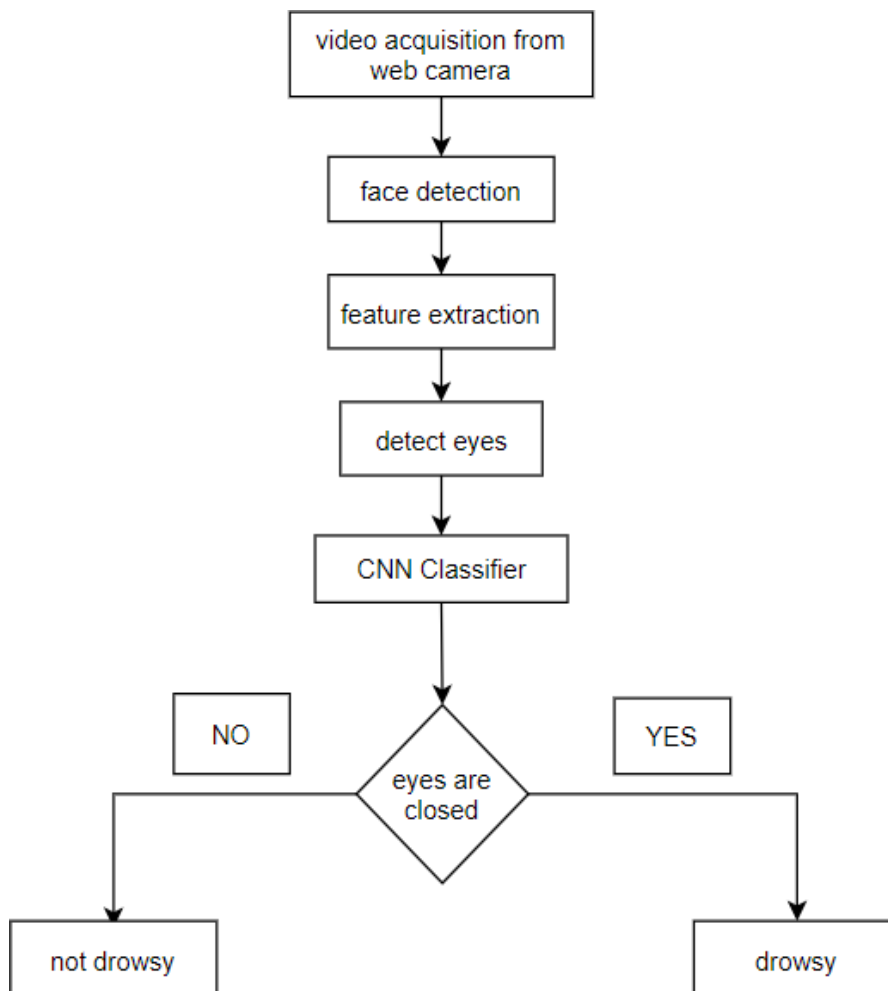 video acquisition from
web camera
face detection
feature extraction
detect eyes
CNN Classifier
NO
YES
eyes are
closed
not drowsy
drowsy